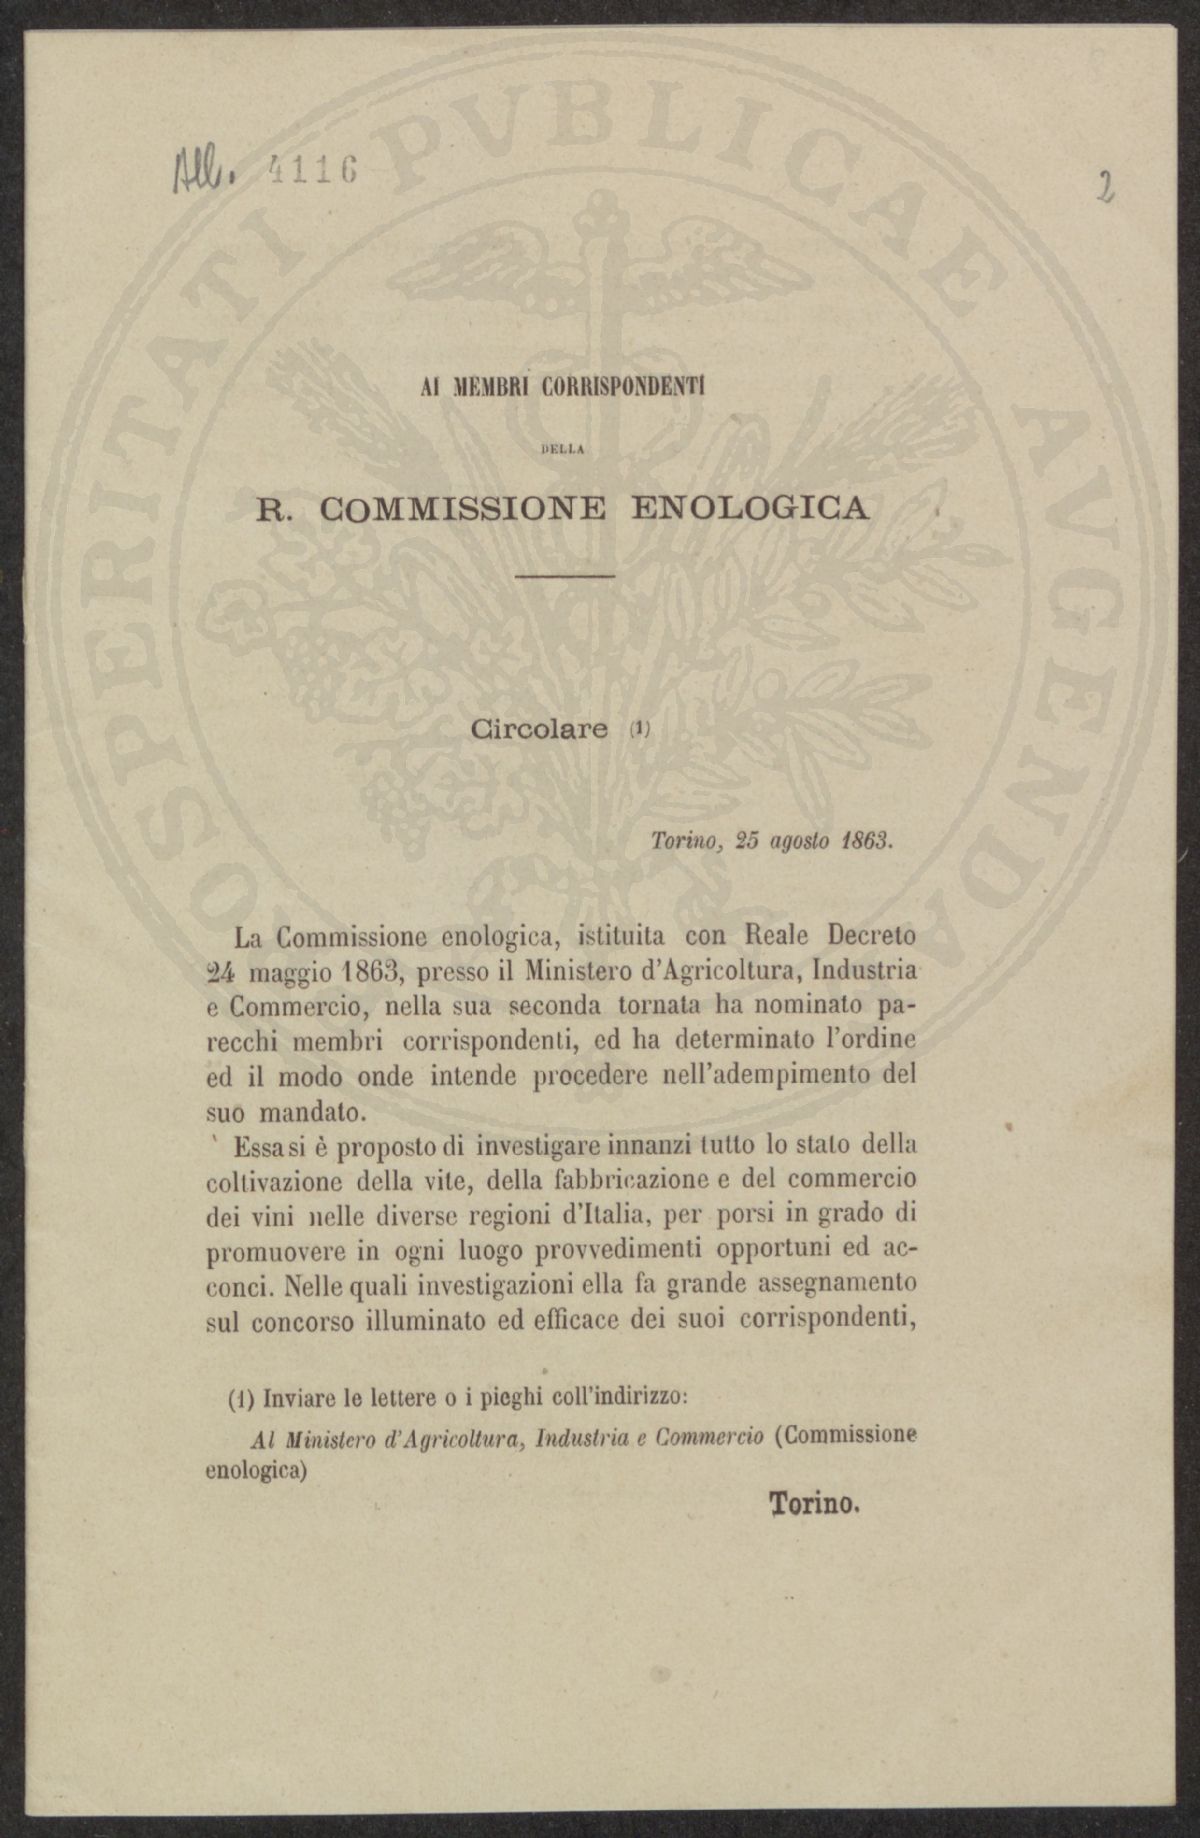 All. 4116
2
AI MEMBRI CORRISPONDENTI
DELLA
R. COMMISSIONE ENOLOGICA
Circolare (1)
Torino, 25 agosto 1863.
La Commissione enologica, istituita con Reale Decreto
24 maggio 1863, presso il Ministero d'Agricoltura, Industria
e Commercio, nella sua seconda tornata ha nominato pa-
recchi membri corrispondenti, ed ha determinato l'ordine
ed il modo onde intende procedere nell'adempimento del
suo mandato.
Essa si è proposto di investigare innanzi tutto lo stato della
coltivazione della vite, della fabbricazione e del commercio
dei vini nelle diverse regioni d'Italia, per porsi in grado di
promuovere in ogni luogo provvedimenti opportuni ed ac-
conci. Nelle quali investigazioni ella fa grande assegnamento
sul concorso illuminato ed efficace dei suoi corrispondenti,
(1) Inviare le lettere o i pieghi coll'indirizzo:
Al Ministero d'Agricoltura, Industria e Commercio (Commissione
enologica)
Torino.
PROSPERITATI PVBLICAE AVGENDAE